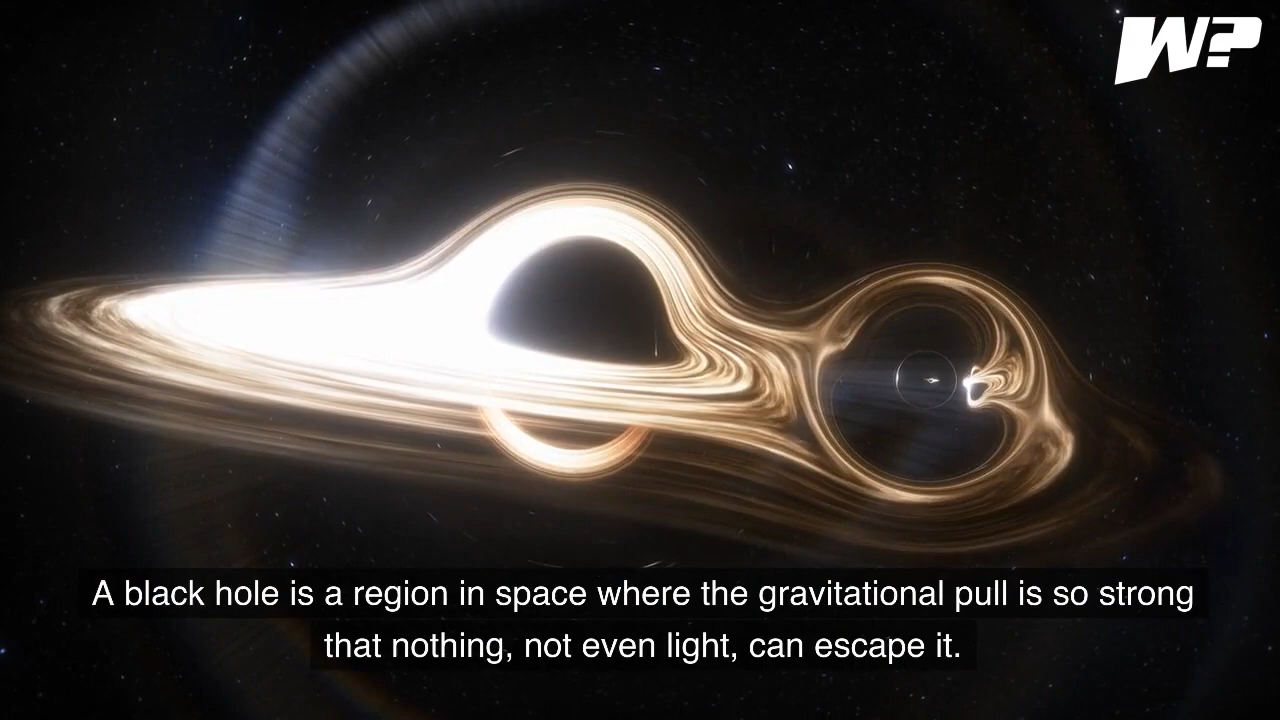 W?
A black hole is a region in space where the gravitational pull is so strong
that nothing, not even light, can escape it.